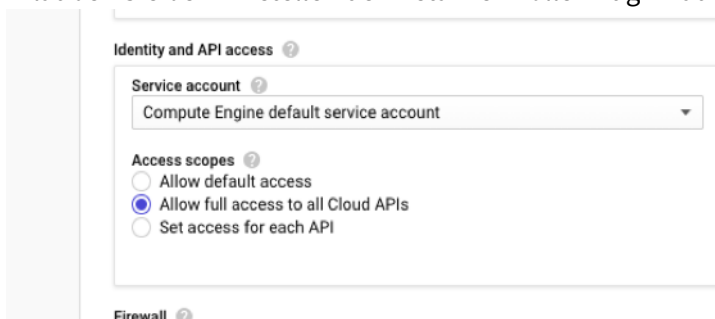 Identity and API access
Service account
Compute Engine default service account
Access scopes
Allow default access
Allow full access to all Cloud APIs
Set access for each API
Firewall